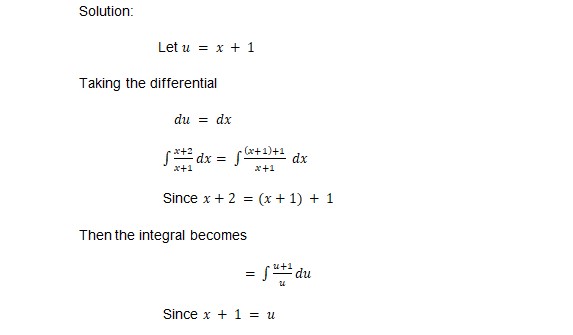 Solution:
Let u = x + 1
Taking the differential
du = dx
∫ x+2/x+1 dx = ∫ (x+1)+1/x+1 dx
Since x + 2 = (x + 1) + 1
Then the integral becomes
= ∫ u+1/u du
Since x + 1 = u